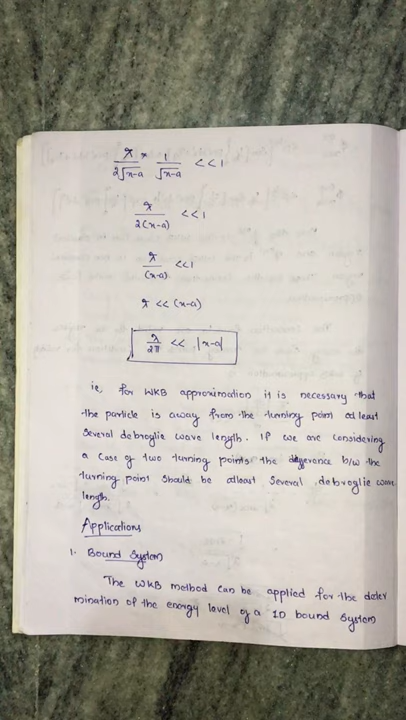 ƛ/2√x-a × 1/√x-a << 1
ƛ/2(x-a) << 1
ƛ/(x-a) << 1
ƛ << (x-a)
λ/2π << |x-a|
ie, for WKB approximation it is necessary that
the particle is away from the turning point atleast
several debroglie wave length. If we are considering
a case of two turning points the differance b/w the
turning point should be atleast several debroglie wave
length.
Applications
1. Bound System
The WKB method can be applied for the deter
mination of the energy level of a 1D bound system